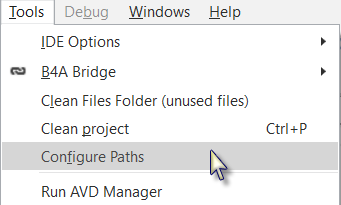 Tools Debug Windows Help
IDE Options
B4A Bridge
Clean Files Folder (unused files)
Clean project Ctrl+P
Configure Paths
Run AVD Manager